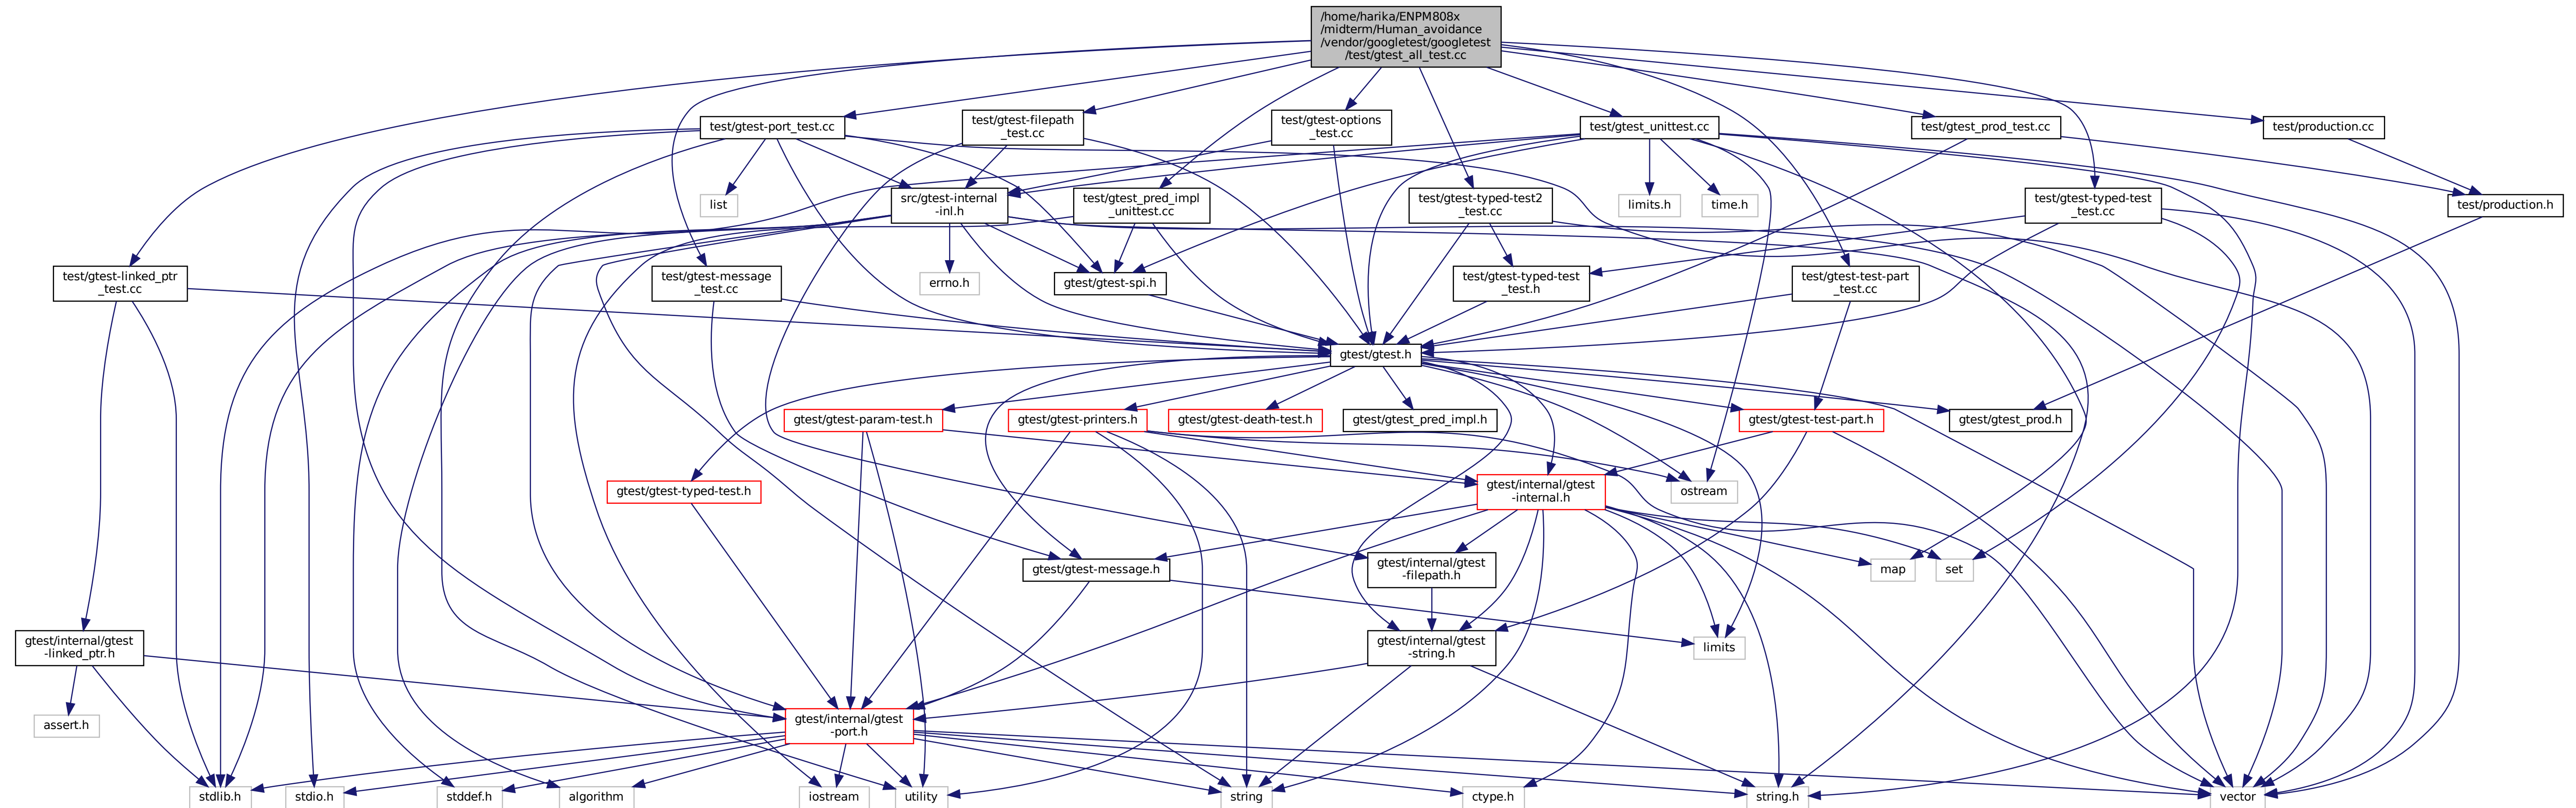 /home/harika/ENPM808x
/midterm/Human_avoidance
/vendor/googletest/googletest
/test/gtest_all_test.cc
test/gtest-port_test.cc
test/gtest-filepath
_test.cc
test/gtest-options
_test.cc
test/gtest_unittest.cc
test/gtest_prod_test.cc
test/production.cc
list
src/gtest-internal
-inl.h
test/gtest_pred_impl
_unittest.cc
test/gtest-typed-test2
_test.cc
limits.h
time.h
test/gtest-typed-test
_test.cc
test/production.h
test/gtest-linked_ptr
_test.cc
test/gtest-message
_test.cc
errno.h
gtest/gtest-spi.h
test/gtest-typed-test
_test.h
test/gtest-test-part
_test.cc
gtest/gtest.h
gtest/gtest-param-test.h
gtest/gtest-printers.h
gtest/gtest-death-test.h
gtest/gtest_pred_impl.h
gtest/gtest-test-part.h
gtest/gtest_prod.h
gtest/gtest-typed-test.h
gtest/internal/gtest
-internal.h
ostream
gtest/gtest-message.h
gtest/internal/gtest
-filepath.h
map
set
gtest/internal/gtest
-linked_ptr.h
gtest/internal/gtest
-string.h
limits
assert.h
gtest/internal/gtest
-port.h
stdlib.h
stdio.h
stddef.h
algorithm
iostream
utility
string
ctype.h
string.h
vector